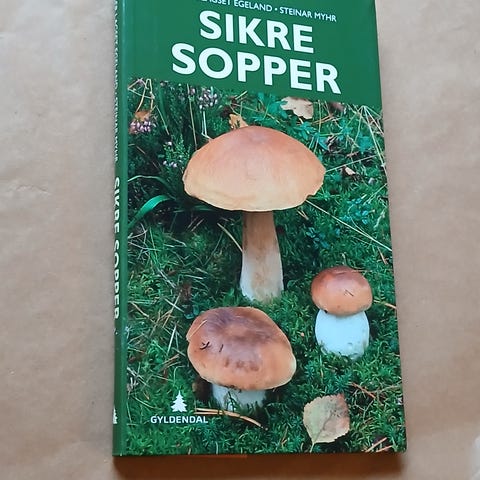 EGELAND • STEINAR MYHR
SIKRE
SOPPER
SIKRE SOPPER
GYLDENDAL